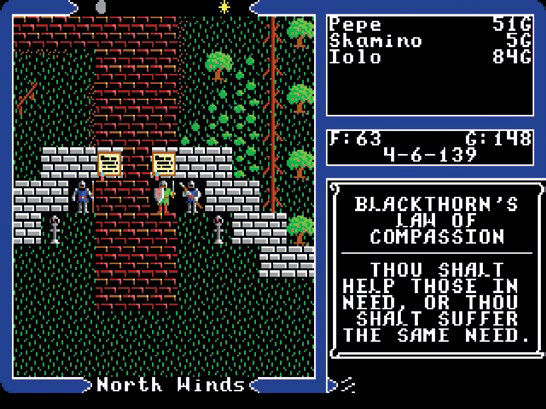 Pepe 51G
Shamino 5G
Iolo 84G
F:63 G:148
4-6-139
BLACKTHORN'S
LAW OF
COMPASSION
THOU SHALT
HELP THOSE IN
NEED, OR THOU
SHALT SUFFER
THE SAME NEED.
North Winds